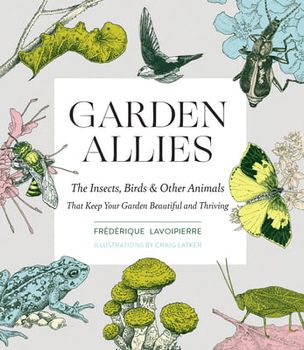 GARDEN
ALLIES
The Insects, Birds & Other Animals
That Keep Your Garden Beautiful and Thriving
FRÉDÉRIQUE LAVOIPIERRE
ILLUSTRATIONS BY CRAIG LATKER